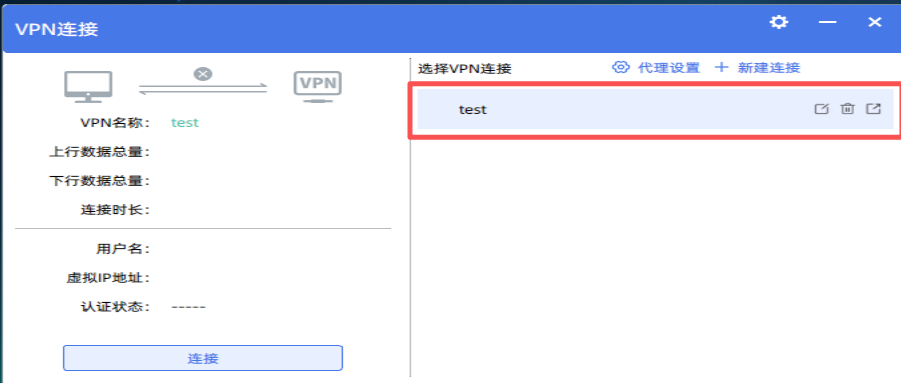 VPN连接
选择VPN连接 代理设置 新建连接
VPN
test
VPN名称： test
上行数据总量：
下行数据总量：
连接时长：
用户名：
虚拟IP地址：
认证状态： -----
连接